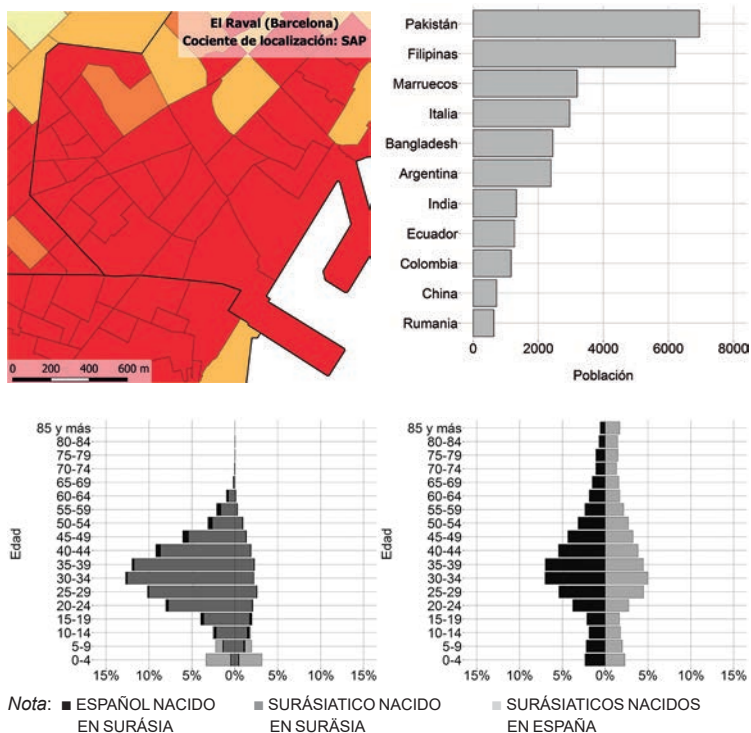 El Raval (Barcelona)
Cociente de localización: SAP
0 200 400 600 m
Pakistán
Filipinas
Marruecos
Italia
Bangladesh
Argentina
India
Ecuador
Colombia
China
Rumania
0 2000 4000 6000 8000
Población
Edad
85 y más
80-84
75-79
70-74
65-69
60-64
55-59
50-54
45-49
40-44
35-39
30-34
25-29
20-24
15-19
10-14
5-9
0-4
15% 10% 5% 0% 5% 10% 15%
Edad
85 y más
80-84
75-79
70-74
65-69
60-64
55-59
50-54
45-49
40-44
35-39
30-34
25-29
20-24
15-19
10-14
5-9
0-4
15% 10% 5% 0% 5% 10% 15%
Nota: ESPAÑOL NACIDO
EN SURÁSIA
SURÁSIATICO NACIDO
EN SURÄSIA
SURÁSIATICOS NACIDOS
EN ESPAÑA